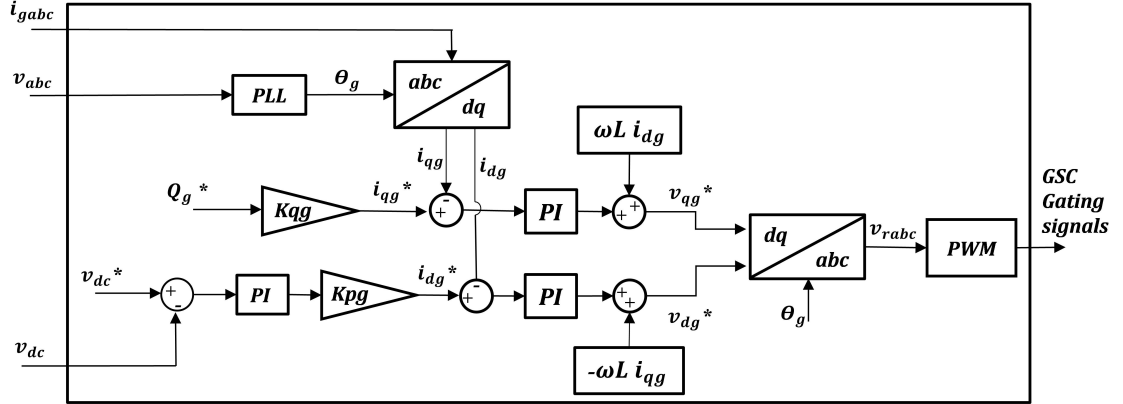 i_gabc
v_abc
PLL
θ_g
abc
dq
i_qg
i_dg
ωL i_dg
Q_g *
Kqg
i_qg*
-
+
PI
+ +
v_qg*
dq
abc
v_rabc
PWM
GSC
Gating
signals
θ_g
v_dc*
+
-
PI
Kpg
i_dg*
-
+
PI
+
+
v_dg*
-ωL i_qg
v_dc